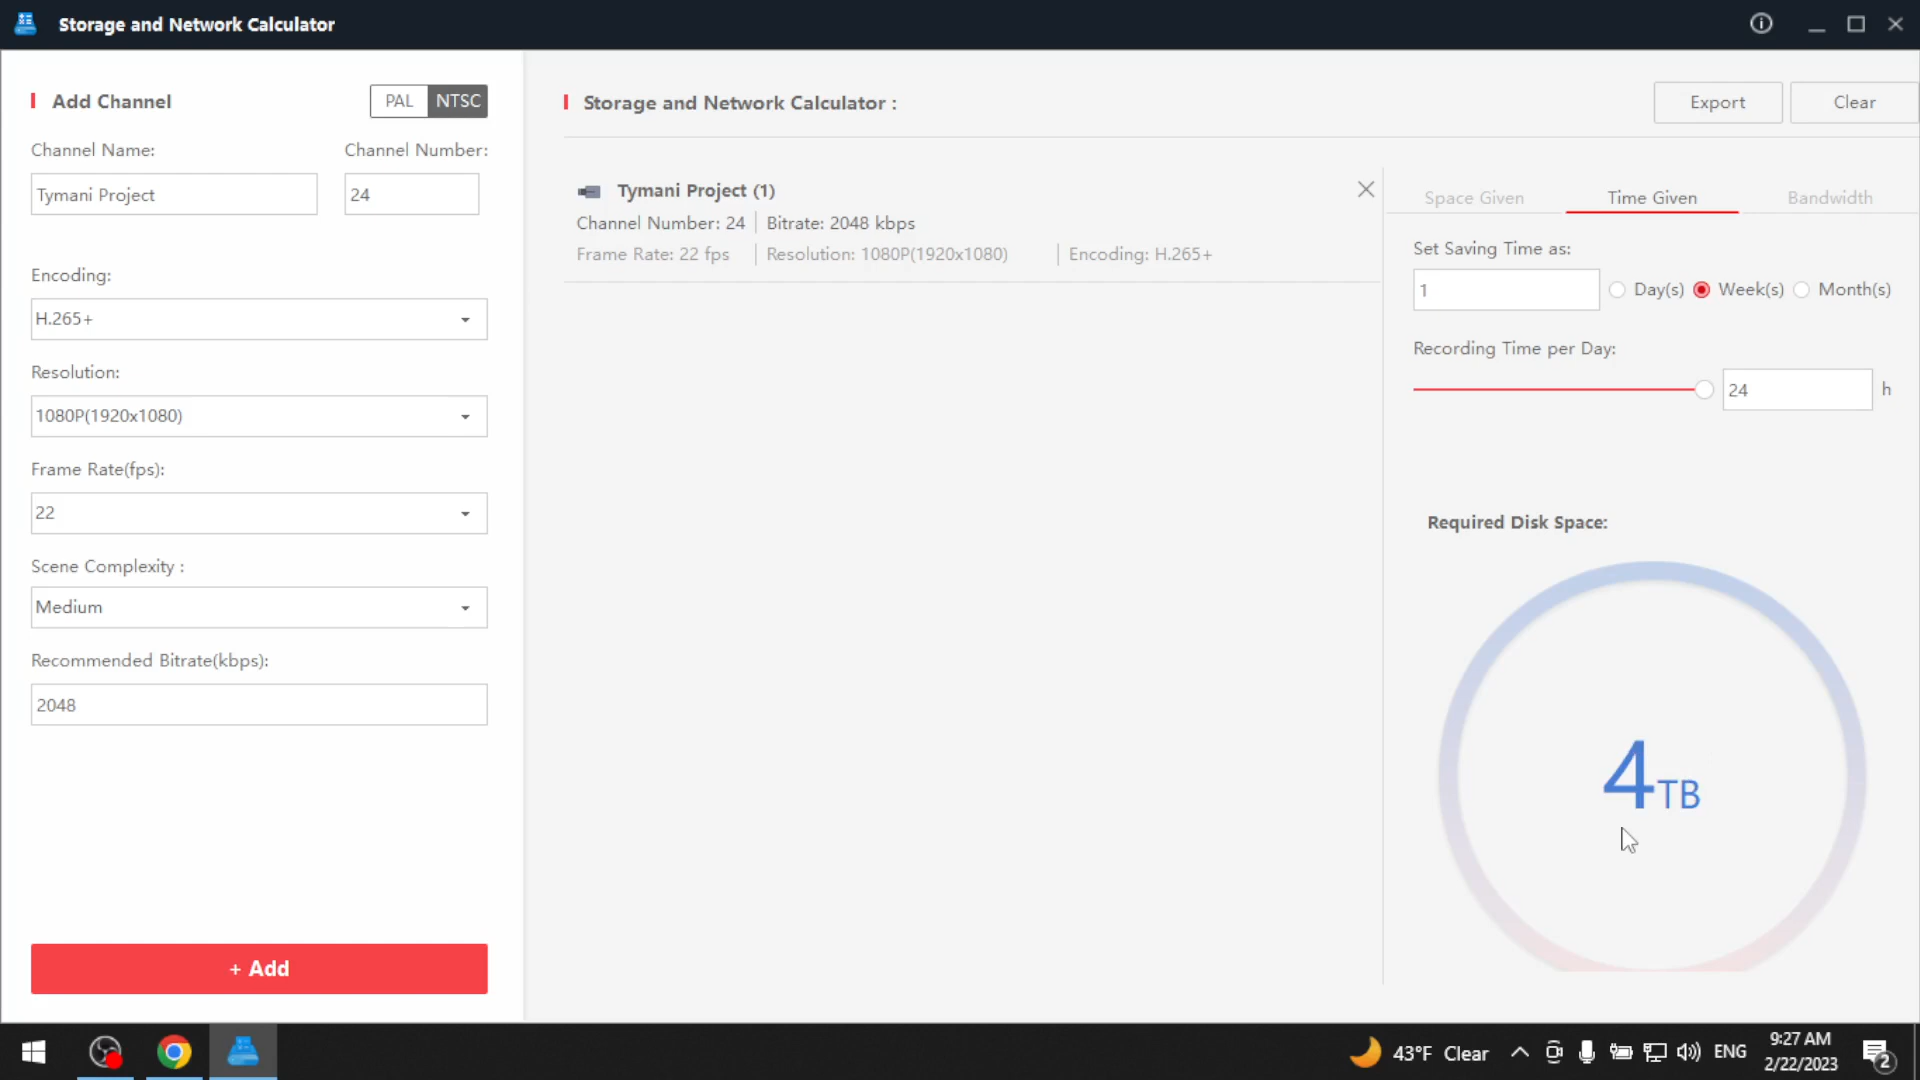 Storage and Network Calculator
Add Channel
PAL NTSC
Channel Name: Channel Number:
Tymani Project 24
Encoding:
H.265+
Resolution:
1080P(1920x1080)
Frame Rate(fps):
22
Scene Complexity :
Medium
Recommended Bitrate(kbps):
2048
+ Add
Storage and Network Calculator :
Export Clear
Tymani Project (1)
Channel Number: 24 Bitrate: 2048 kbps
Frame Rate: 22 fps Resolution: 1080P(1920x1080) Encoding: H.265+
Space Given Time Given Bandwidth
Set Saving Time as:
1 Day(s) Week(s) Month(s)
Recording Time per Day:
24 h
Required Disk Space:
4TB
43°F Clear ENG
9:27 AM
2/22/2023
2